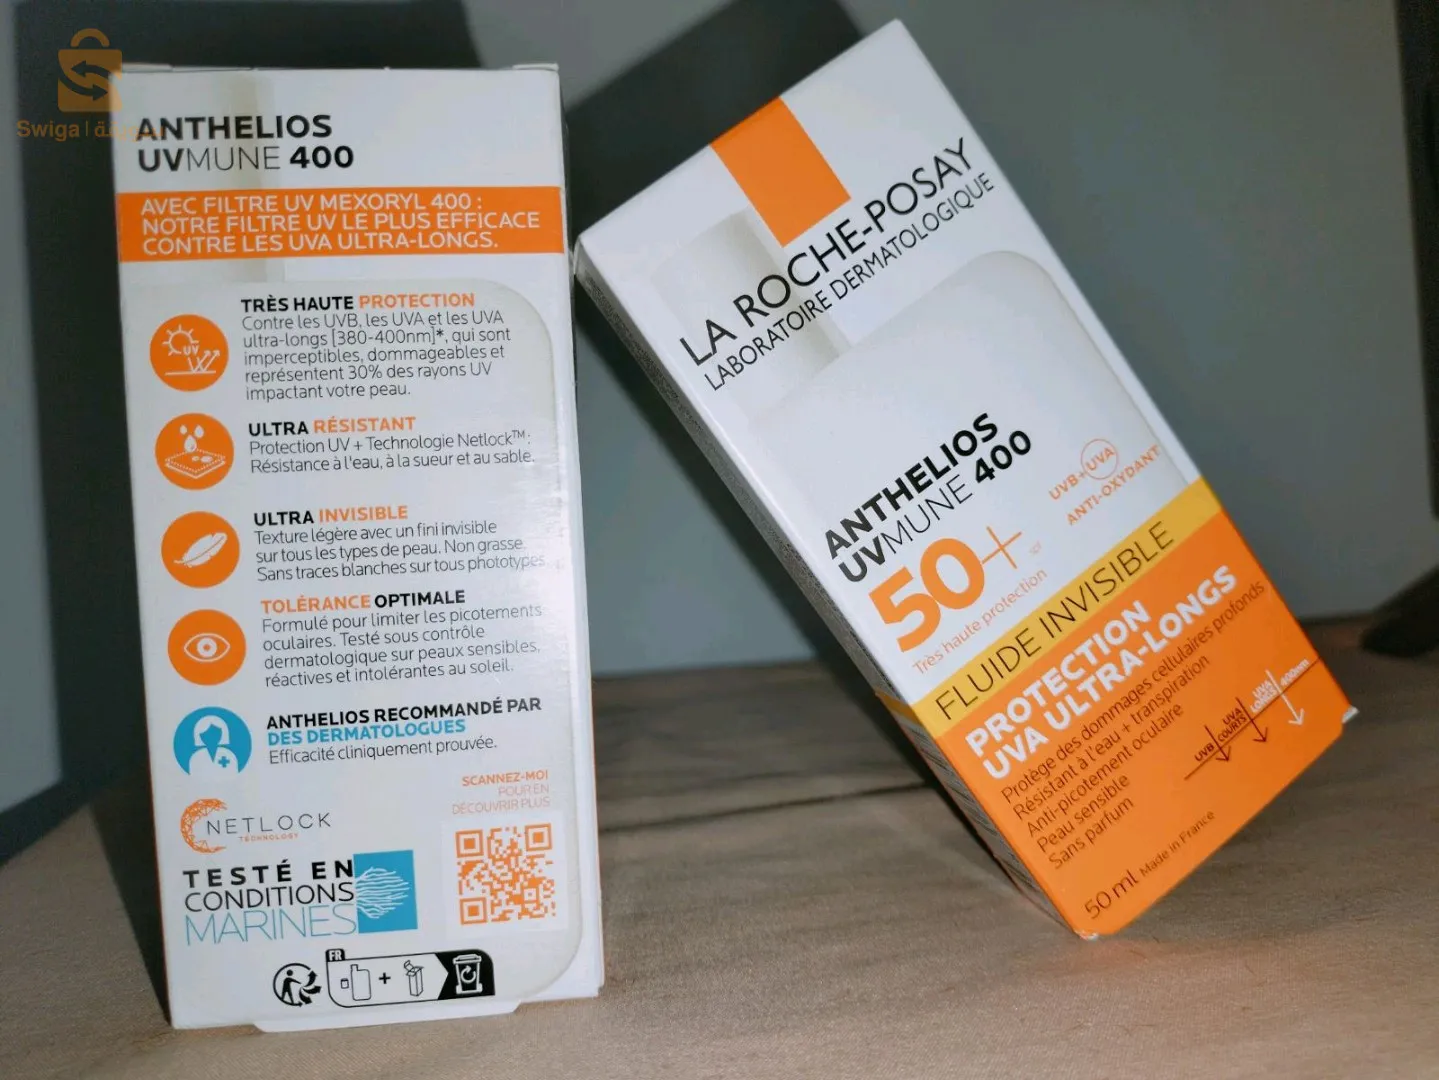 Swiga | سويقة
ANTHELIOS
UVMUNE 400
AVEC FILTRE UV MEXORYL 400 :
NOTRE FILTRE UV LE PLUS EFFICACE
CONTRE LES UVA ULTRA-LONGS.
TRÈS HAUTE PROTECTION
Contre les UVB, les UVA et les UVA
ultra-longs [380-400nm]*, qui sont
imperceptibles, dommageables et
représentent 30% des rayons UV
impactant votre peau.
UV
ULTRA RÉSISTANT
Protection UV + Technologie Netlock™:
Résistance à l'eau, à la sueur et au sable.
ULTRA INVISIBLE
Texture légère avec un fini invisible
sur tous les types de peau. Non grasse.
Sans traces blanches sur tous phototypes.
TOLÉRANCE OPTIMALE
Formulé pour limiter les picotements
oculaires. Testé sous contrôle
dermatologique sur peaux sensibles,
réactives et intolérantes au soleil.
ANTHELIOS RECOMMANDÉ PAR
DES DERMATOLOGUES
Efficacité cliniquement prouvée.
SCANNEZ-MOI
POUR EN
DÉCOUVRIR PLUS
NETLOCK
TECHNOLOGY
TESTÉ EN
CONDITIONS
MARINES
FR
+
LA ROCHE-POSAY
LABORATOIRE DERMATOLOGIQUE
ANTHELIOS
UVMUNE 400
50+
SPF
Très haute protection
UVB+UVA
ANTI-OXYDANT
FLUIDE INVISIBLE
PROTECTION
UVA ULTRA-LONGS
Protège des dommages cellulaires profonds
Résistant à l'eau + transpiration
Anti-picotement oculaire
Peau sensible
Sans parfum
UVB
UVA
COURTS
UVA
LONGS
400nm
50 ml Made in France